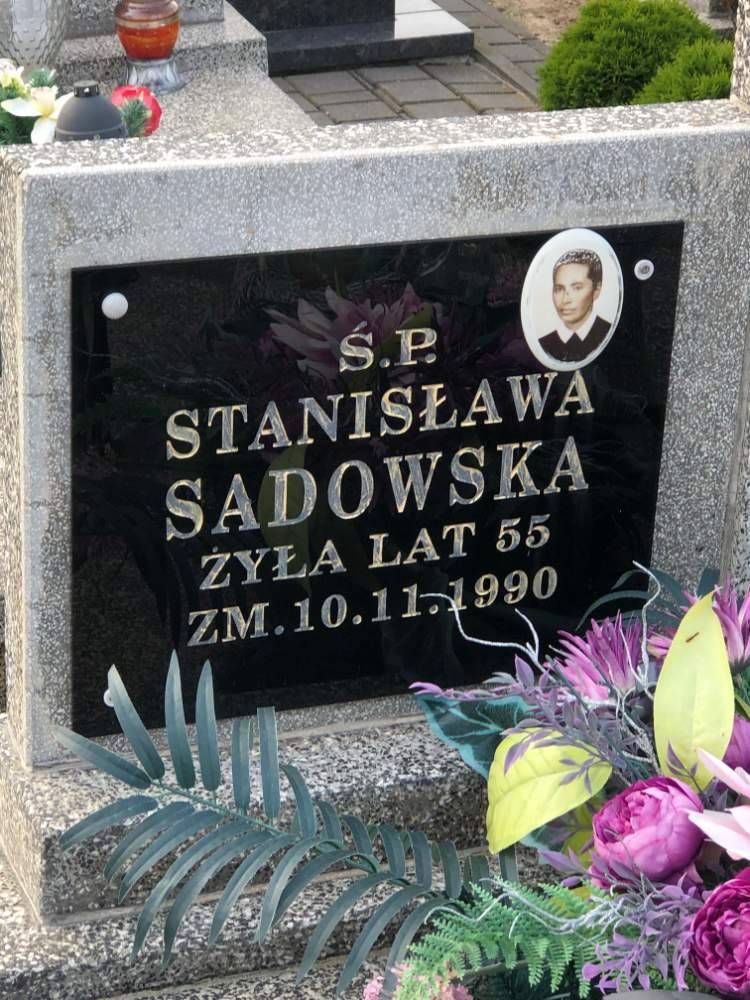 Ś.P.
STANISŁAWA
SADOWSKA
ŻYŁA LAT 55
ZM.10.11.1990